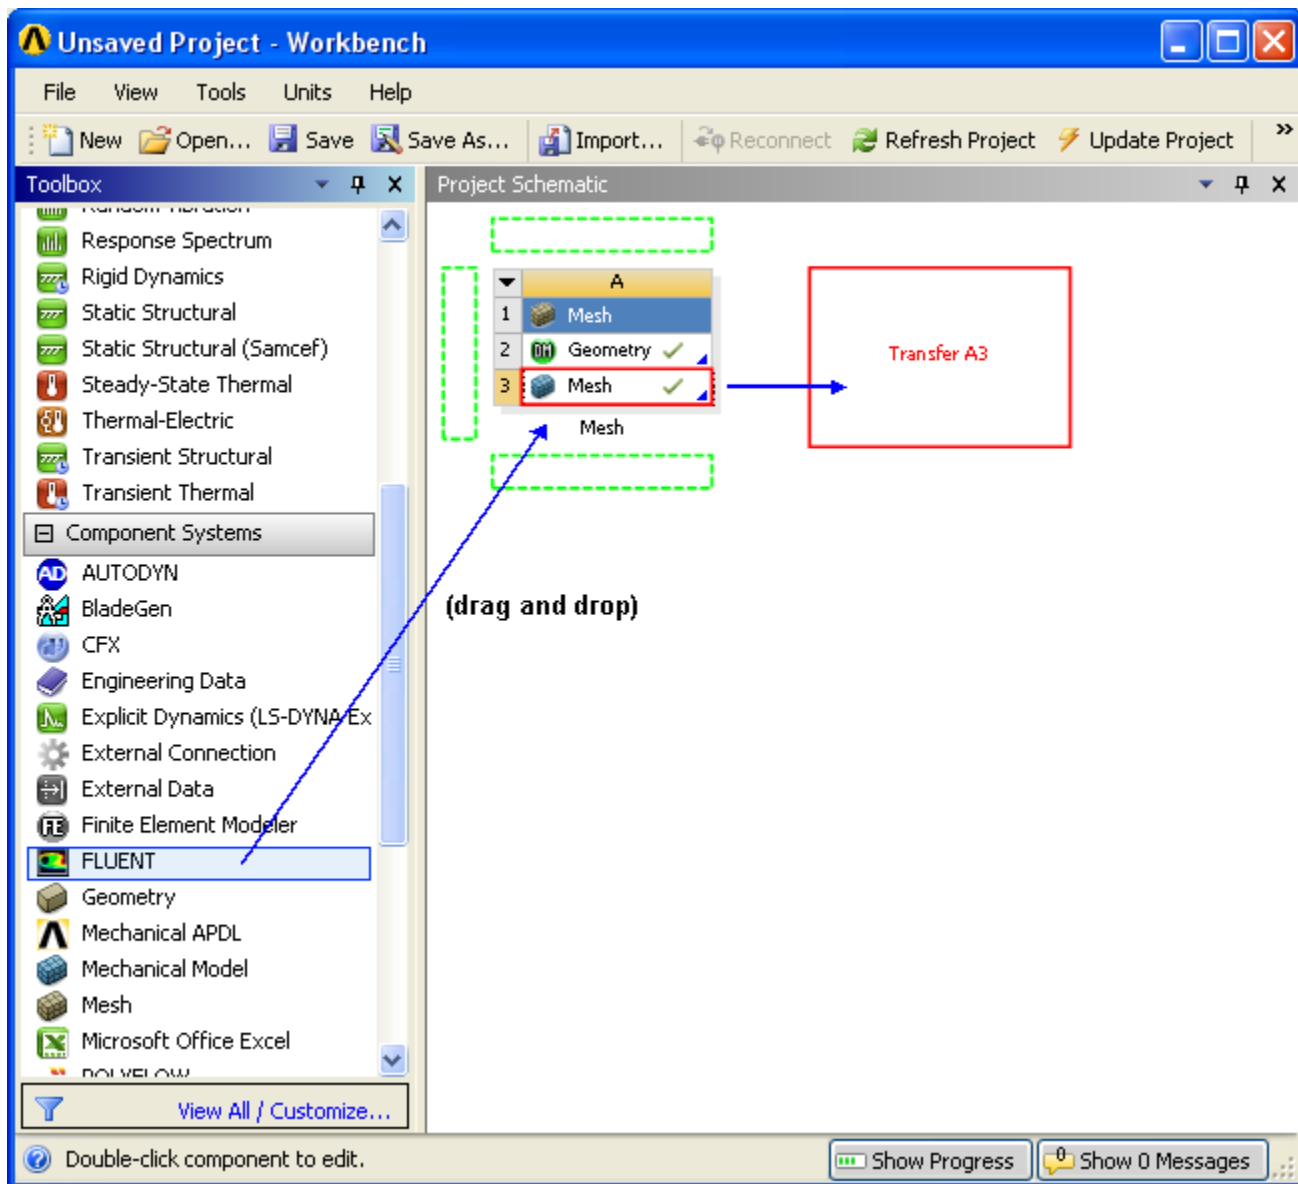 Unsaved Project - Workbench
File View Tools Units Help
New Open... Save Save As... Import... Reconnect Refresh Project Update Project »
Toolbox
Response Spectrum
Rigid Dynamics
Static Structural
Static Structural (Samcef)
Steady-State Thermal
Thermal-Electric
Transient Structural
Transient Thermal
Component Systems
AUTODYN
BladeGen
CFX
Engineering Data
Explicit Dynamics (LS-DYNA Ex
External Connection
External Data
Finite Element Modeler
FLUENT
Geometry
Mechanical APDL
Mechanical Model
Mesh
Microsoft Office Excel
POLYFLOW
View All / Customize...
Project Schematic
A
1 Mesh
2 Geometry
3 Mesh
Mesh
Transfer A3
(drag and drop)
Double-click component to edit.
Show Progress
0 Show 0 Messages